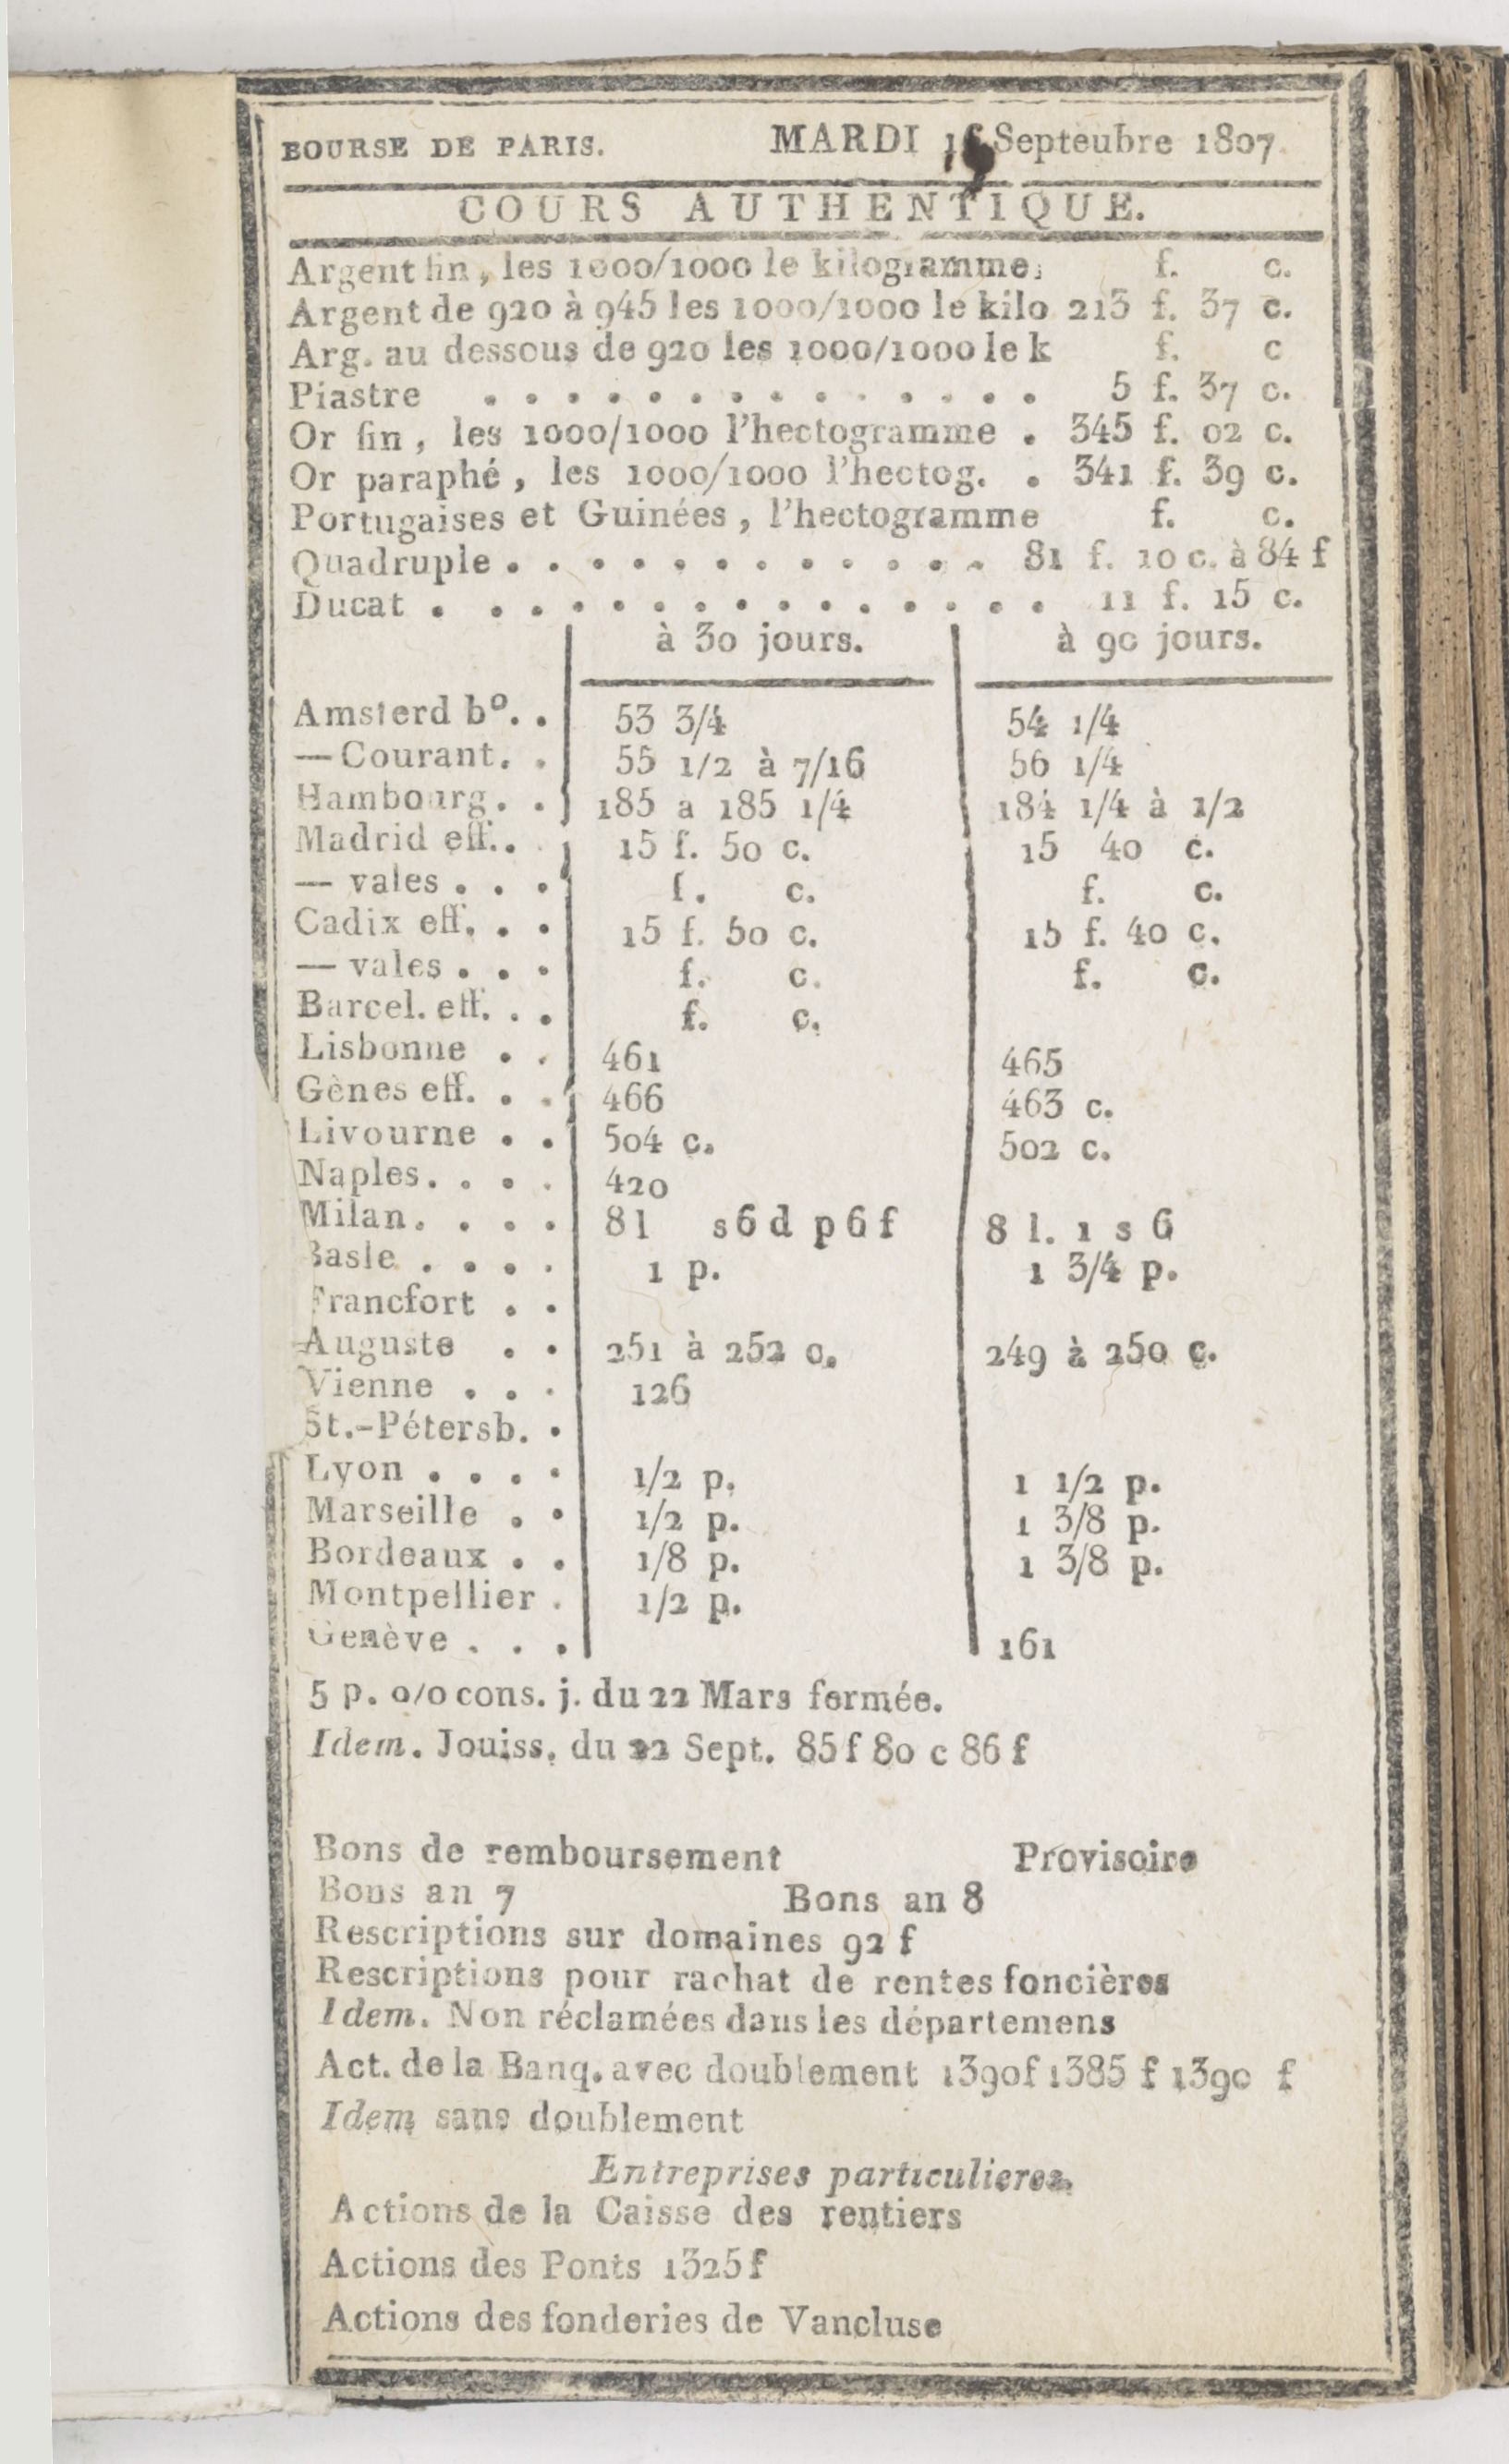 BOURSE DE PARIS. MARDI Septeubre 1807.
COURS AUTHENTIQUE.
Argent fin, les 1000/1000 le kilogramme, f. c.
Argent de 920 à 945 les 1000/1000 le kilo 213 f. 37 c.
Arg. au dessous de 920 les 1000/1000 le k f. c
Piastre . . . . . . . . . . . . . . 5 f. 37 c.
Or fin, les 1000/1000 l'hectogramme . 345 f. 02 c.
Or paraphé, les 1000/1000 l'hectog. . 341 f. 39 c.
Portugaises et Guinées, l'hectogramme f. c.
Quadruple . . . . . . . . . . . . 81 f. 10 c. à 84 f
Ducat . . . . . . . . . . . . . . . 11 f. 15 c.
à 30 jours. à 90 jours.
Amsterd bº. . 53 3/4 54 1/4
— Courant. . 55 1/2 à 7/16 56 1/4
Hambourg. . 185 a 185 1/4 184 1/4 à 1/2
Madrid eff. . 15 f. 50 c. 15 40 c.
— vales . . . f. c. f. c.
Cadix eff. . . 15 f. 50 c. 15 f. 40 c.
— vales . . . f. c. f. c.
Barcel. eff. . . f. c.
Lisbonne . . 461 465
Gènes eff. . . 466 463 c.
Livourne . . 504 c. 502 c.
Naples. . . . 420
Milan. . . . 8 l s 6 d p 6 f 8 l. 1 s 6
Basle . . . . 1 p. 1 3/4 p.
Francfort . .
Auguste . . 251 à 252 c. 249 à 250 c.
Vienne . . . 126
St.-Pétersb. .
Lyon . . . . 1/2 p. 1 1/2 p.
Marseille . . 1/2 p. 1 3/8 p.
Bordeaux . . 1/8 p. 1 3/8 p.
Montpellier . 1/2 p.
Genève . . . 161
5 p. 0/0 cons. j. du 22 Mars fermée.
Idem. Jouiss. du 22 Sept. 85 f 80 c 86 f
Bons de remboursement Provisoire
Bons an 7 Bons an 8
Rescriptions sur domaines 92 f
Rescriptions pour rachat de rentes foncières
Idem. Non réclamées dans les départemens
Act. de la Banq. avec doublement 1390 f 1385 f 1390 f
Idem sans doublement
Entreprises particulieres.
Actions de la Caisse des rentiers
Actions des Ponts 1325 f
Actions des fonderies de Vancluse